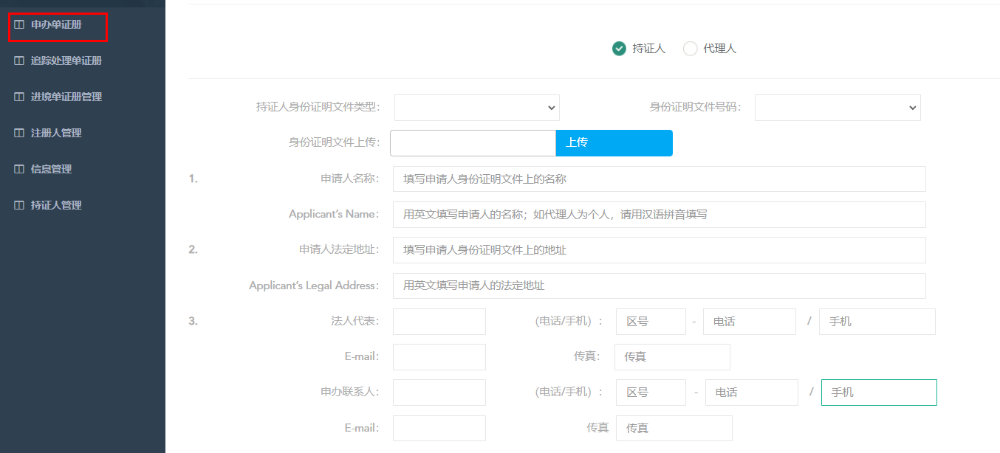 申办单证册
追踪处理单证册
进境单证册管理
注册人管理
信息管理
持证人管理
持证人 代理人
持证人身份证明文件类型： 身份证明文件号码：
身份证明文件上传： 上传
1. 申请人名称： 填写申请人身份证明文件上的名称
Applicant's Name： 用英文填写申请人的名称；如代理人为个人，请用汉语拼音填写
2. 申请人法定地址： 填写申请人身份证明文件上的地址
Applicant's Legal Address： 用英文填写申请人的法定地址
3. 法人代表： (电话/手机)： 区号 - 电话 / 手机
E-mail： 传真： 传真
申办联系人： (电话/手机)： 区号 - 电话 / 手机
E-mail： 传真 传真